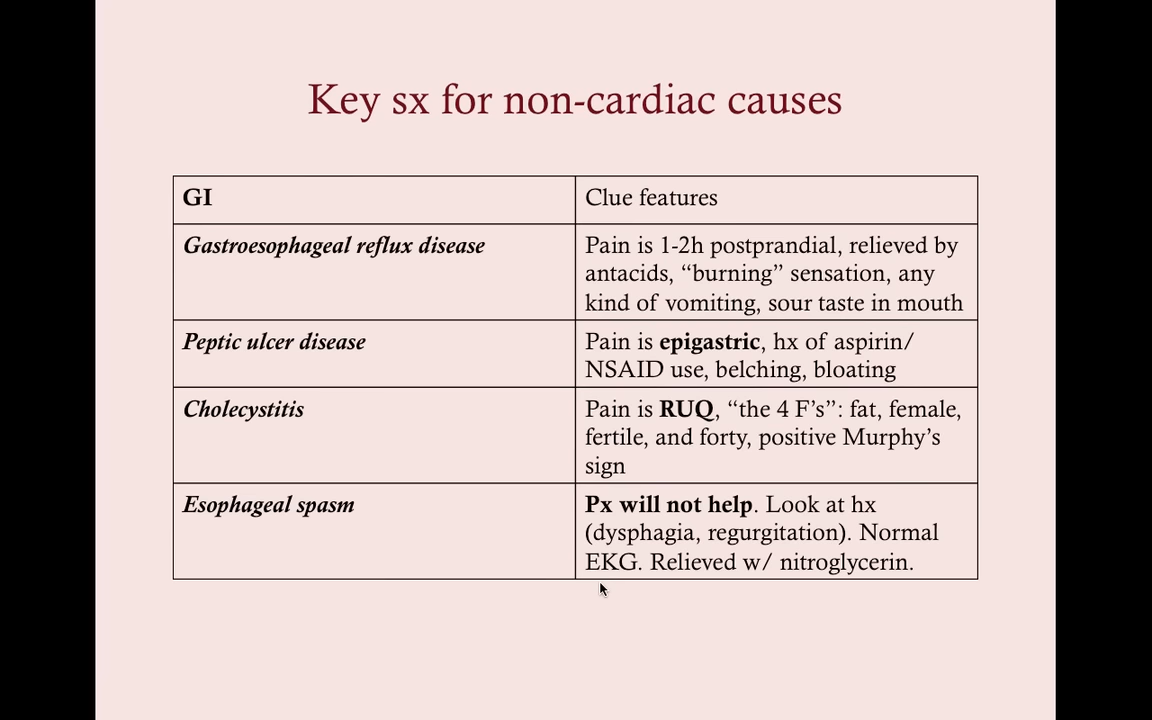 Key sx for non-cardiac causes
GI
Clue features
Gastroesophageal reflux disease
Pain is 1-2h postprandial, relieved by
antacids, “burning” sensation, any
kind of vomiting, sour taste in mouth
Peptic ulcer disease
Pain is epigastric, hx of aspirin/
NSAID use, belching, bloating
Cholecystitis
Pain is RUQ, “the 4 F’s”: fat, female,
fertile, and forty, positive Murphy’s
sign
Esophageal spasm
Px will not help. Look at hx
(dysphagia, regurgitation). Normal
EKG. Relieved w/ nitroglycerin.